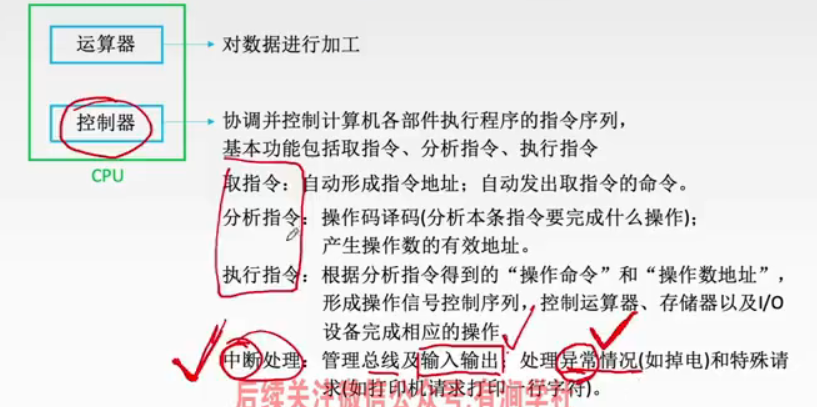 运算器
对数据进行加工
控制器
协调并控制计算机各部件执行程序的指令序列,
基本功能包括取指令、分析指令、执行指令
CPU
取指令：自动形成指令地址；自动发出取指令的命令。
分析指令：操作码译码(分析本条指令要完成什么操作)；
产生操作数的有效地址。
执行指令：根据分析指令得到的“操作命令”和“操作数地址”，
形成操作信号控制序列，控制运算器、存储器以及I/O
设备完成相应的操作
中断处理：管理总线及输入输出；处理异常情况(如掉电)和特殊请
求(如打印机请求打印一行字符)。
后续关注微信公众号